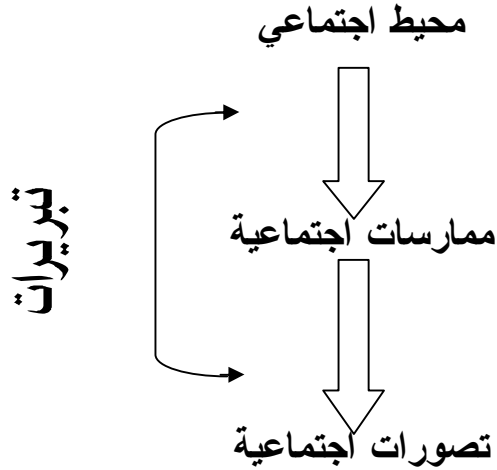 محيط اجتماعي
تبريرات
ممارسات اجتماعية
تصورات اجتماعية